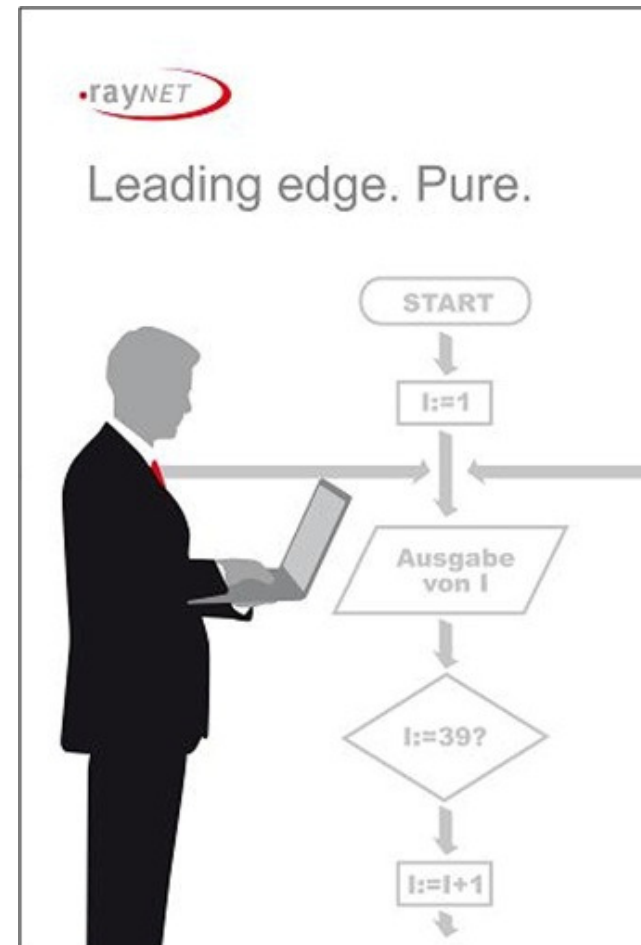 rayNET
Leading edge. Pure.
START
I:=1
Ausgabe
von I
I:=39?
I:=I+1